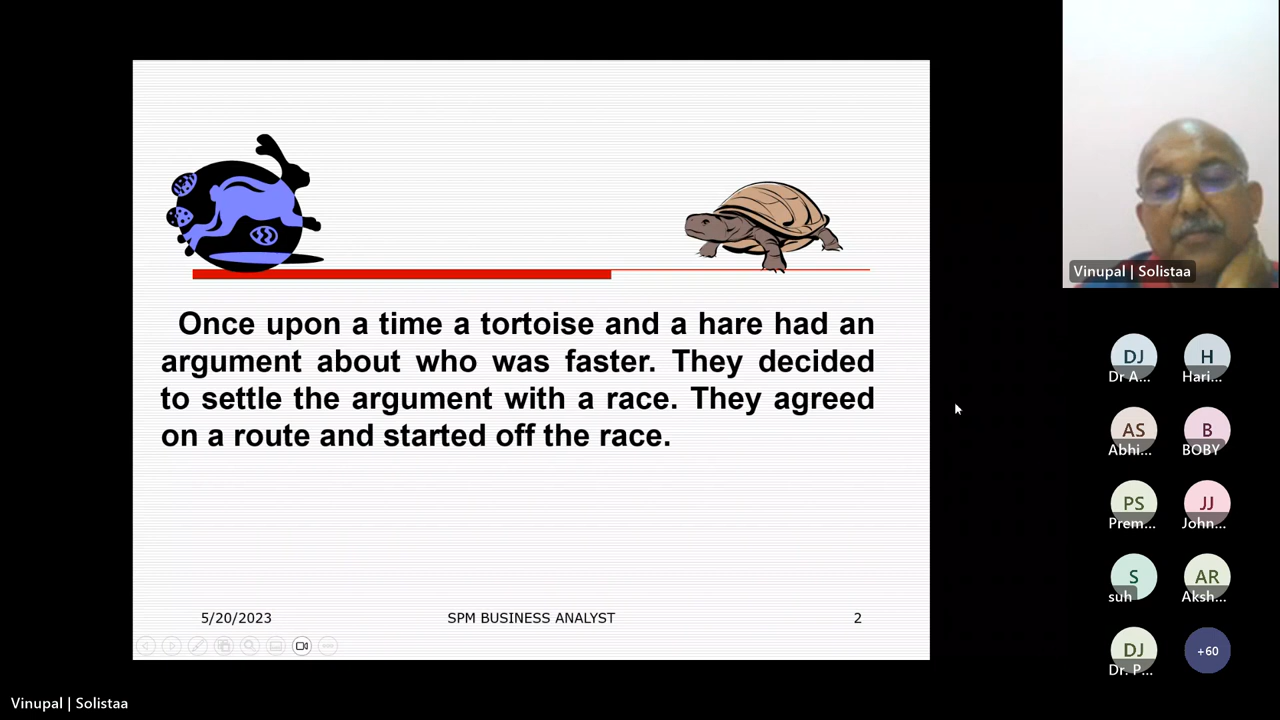 Once upon a time a tortoise and a hare had an
argument about who was faster. They decided
to settle the argument with a race. They agreed
on a route and started off the race.
5/20/2023 SPM BUSINESS ANALYST 2
Vinupal | Solistaa
DJ H
Dr A... Hari...
AS B
Abhi... BOBY
PS JJ
Prem... John...
S AR
suh Aksh...
DJ +60
Dr. P...
Vinupal | Solistaa